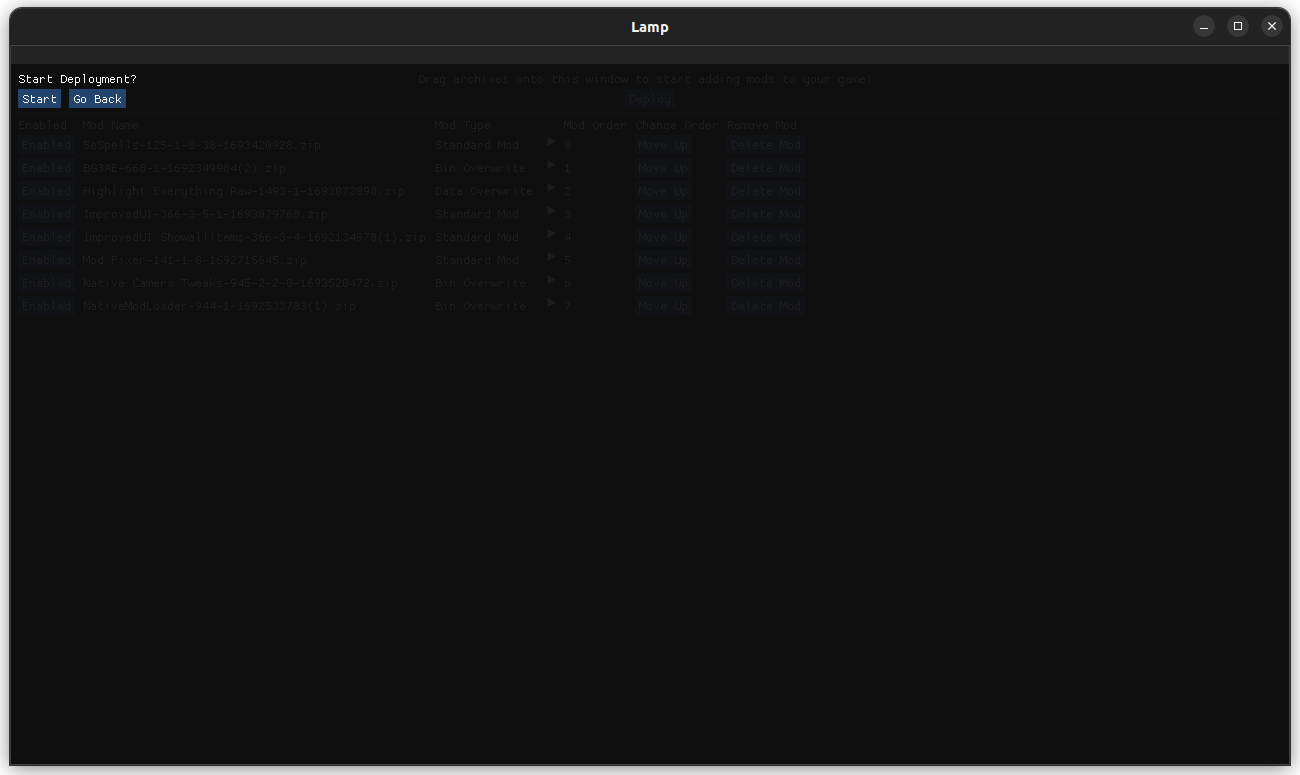 Lamp
Start Deployment?
Drag archives onto this window to start adding mods to your game!
Start Go Back
Deploy
Enabled Mod Name Mod Type Mod Order Change Order Remove Mod
Enabled 5eSpells-125-1-0-38-1693428928.zip Standard Mod 0 Move Up Delete Mod
Enabled BG3AE-668-1-1692349984(2).zip Bin Overwrite 1 Move Up Delete Mod
Enabled Highlight Everything Raw-1493-1-1693072898.zip Data Overwrite 2 Move Up Delete Mod
Enabled ImprovedUI-366-3-5-1-1693079768.zip Standard Mod 3 Move Up Delete Mod
Enabled ImprovedUI Showallitems-366-3-4-1692134978(1).zip Standard Mod 4 Move Up Delete Mod
Enabled Mod Fixer-141-1-0-1692715645.zip Standard Mod 5 Move Up Delete Mod
Enabled Native Camera Tweaks-945-2-2-0-1693520472.zip Bin Overwrite 6 Move Up Delete Mod
Enabled NativeModLoader-944-1-1692533783(1).zip Bin Overwrite 7 Move Up Delete Mod